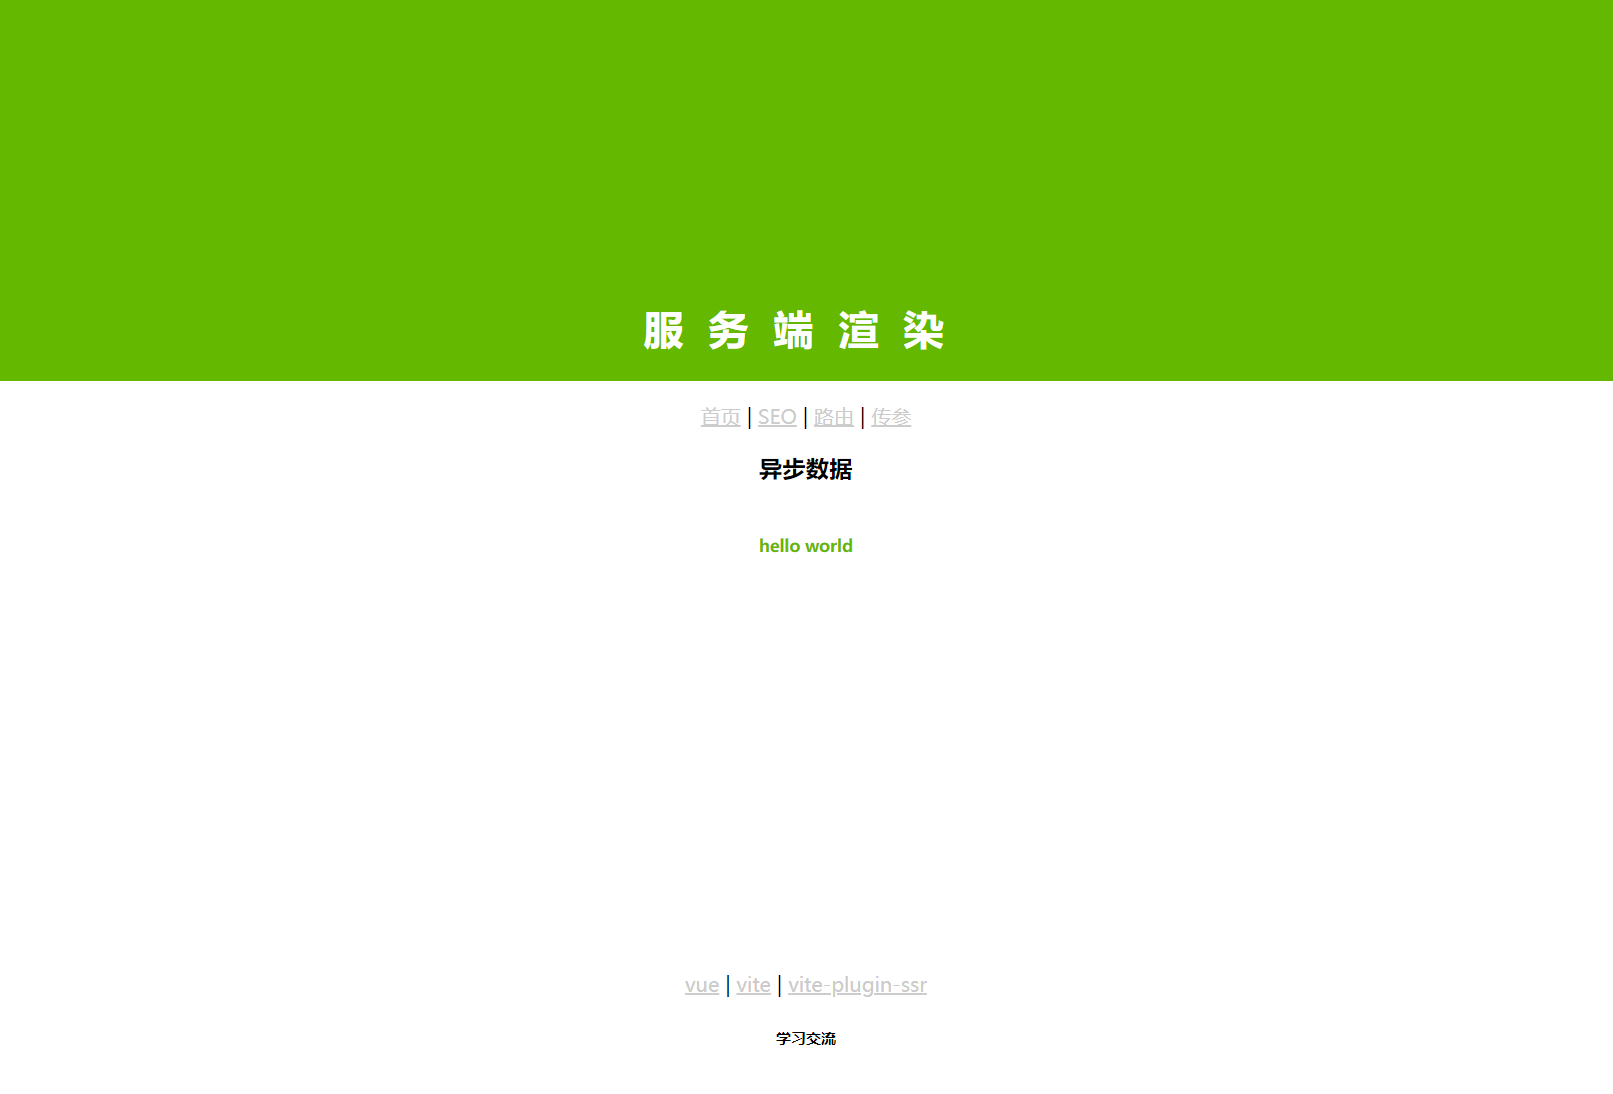 服务端渲染
首页 | SEO | 路由 | 传参
异步数据
hello world
vue | vite | vite-plugin-ssr
学习交流